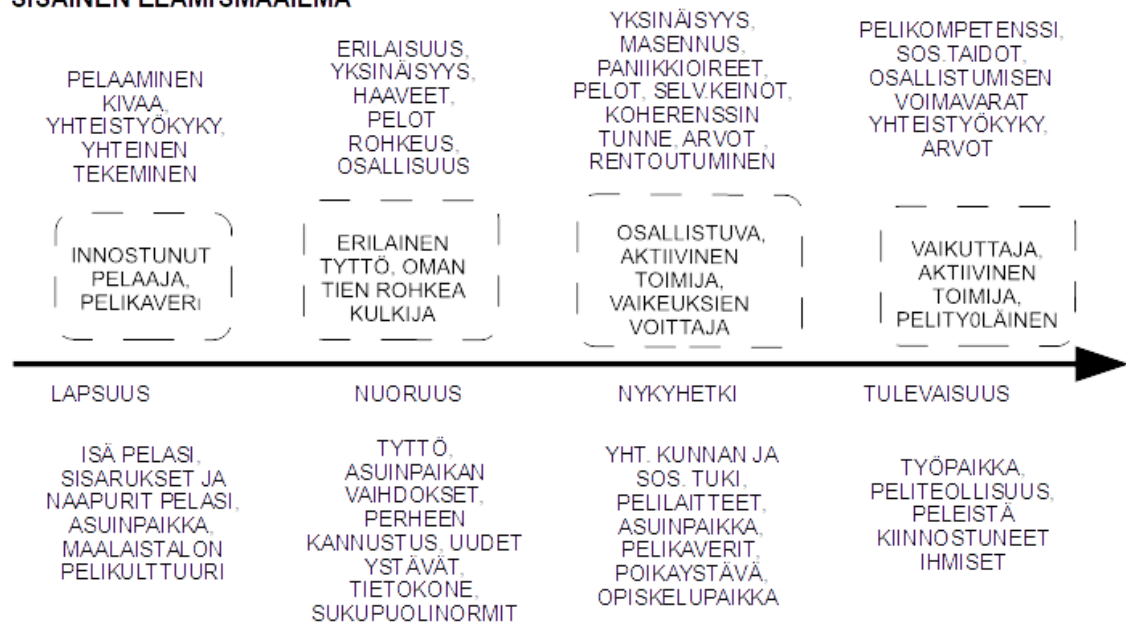 SISÄINEN ELÄMISMAAILMA
PELAAMINEN
KIVAA,
YHTEISTYÖKYKY,
YHTEINEN
TEKEMINEN
ERILAISUUS,
YKSINÄISYYS,
HAAVEET,
PELOT
ROHKEUS,
OSALLISUUS
YKSINÄISYYS,
MASENNUS,
PANIIKKIOIREET,
PELOT, SELV.KEINOT,
KOHERENSSIN
TUNNE, ARVOT ,
RENTOUTUMINEN
PELIKOMPETENSSI,
SOS.TAIDOT,
OSALLISTUMISEN
VOIMAVARAT
YHTEISTYÖKYKY,
ARVOT
INNOSTUNUT
PELAAJA,
PELIKAVERI
ERILAINEN
TYTTÖ, OMAN
TIEN ROHKEA
KULKIJA
OSALLISTUVA,
AKTIIVINEN
TOIMIJA,
VAIKEUKSIEN
VOITTAJA
VAIKUTTAJA,
AKTIIVINEN
TOIMIJA,
PELITY0LÄINEN
LAPSUUS
NUORUUS
NYKYHETKI
TULEVAISUUS
ISÄ PELASI,
SISARUKSET JA
NAAPURIT PELASI,
ASUINPAIKKA,
MAALAISTALON
PELIKULTTUURI
TYTTÖ,
ASUINPAIKAN
VAIHDOKSET,
PERHEEN
KANNUSTUS, UUDET
YSTÄVÄT,
TIETOKONE,
SUKUPUOLINORMIT
YHT. KUNNAN JA
SOS. TUKI,
PELILAITTEET,
ASUINPAIKKA,
PELIKAVERIT,
POIKAYSTÄVÄ,
OPISKELUPAIKKA
TYÖPAIKKA,
PELITEOLLISUUS,
PELEISTÄ
KIINNOSTUNEET
IHMISET